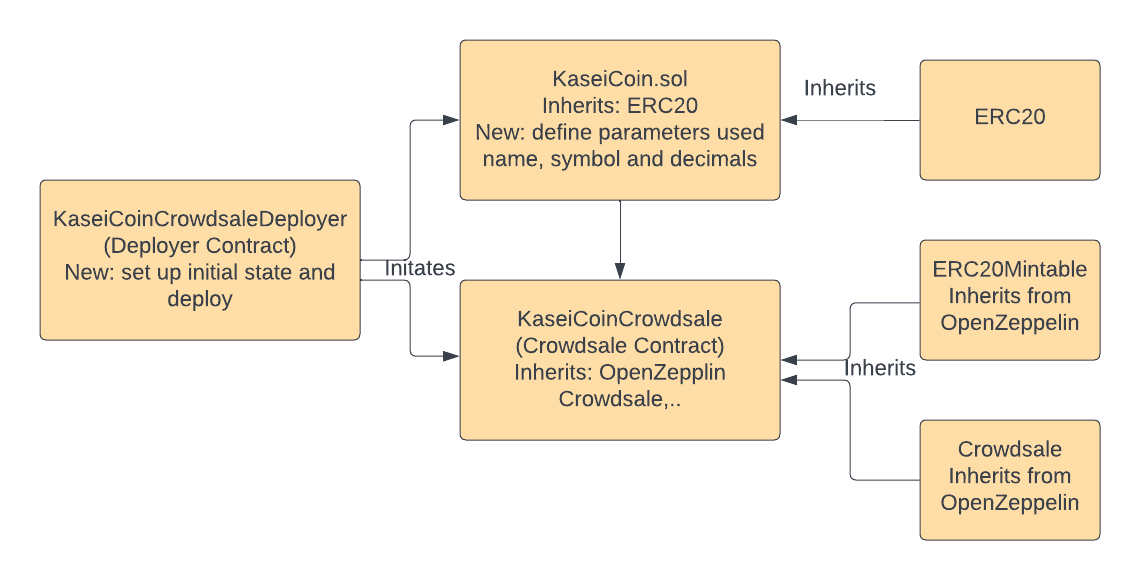 KaseiCoin.sol
Inherits: ERC20
New: define parameters used
name, symbol and decimals
Inherits
ERC20
KaseiCoinCrowdsaleDeployer
(Deployer Contract)
New: set up initial state and
deploy
Initates
KaseiCoinCrowdsale
(Crowdsale Contract)
Inherits: OpenZepplin
Crowdsale,..
ERC20Mintable
Inherits from
OpenZeppelin
Inherits
Crowdsale
Inherits from
OpenZeppelin